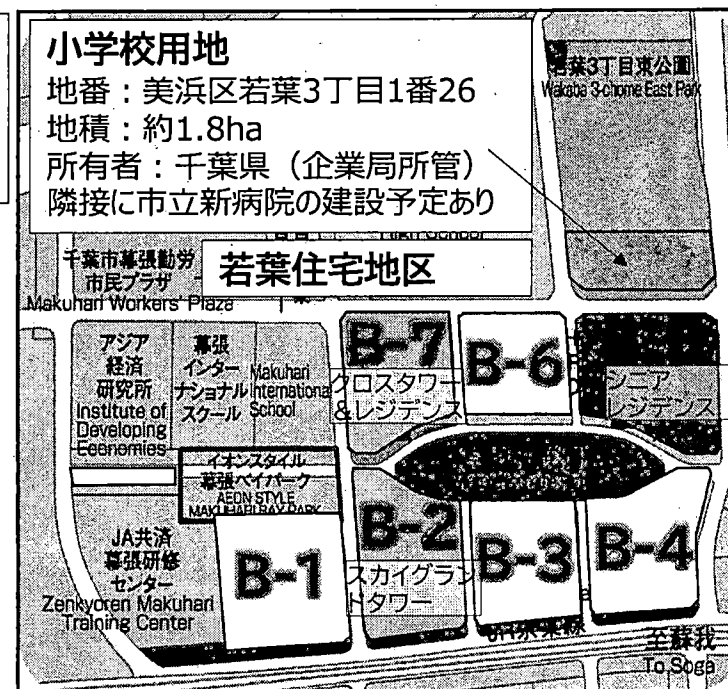 小学校用地
地番：美浜区若葉3丁目1番26
地積：約1.8ha
所有者：千葉県（企業局所管）
隣接に市立新病院の建設予定あり
若葉3丁目東公園
Wakaba 3-chome East Park
千葉市幕張勤労
市民プラザ
Makuhari Workers' Plaza
若葉住宅地区
アジア
経済
研究所
Institute of
Developing
Economies
幕張
インター
ナショナル
スクール
Makuhari
International
School
B-7
クロスタワー
&レジデンス
B-6
シニア
レジデンス
イオンスタイル
幕張ベイパーク
AEON STYLE
MAKUHARI BAY PARK
JA共済
幕張研修
センター
Zenkyoren Makuhari
Training Center
B-1
B-2
スカイグラン
ドタワー
B-3
B-4
JR京葉線
至蘇我
To Soga